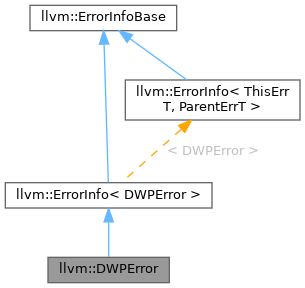 llvm::ErrorInfoBase
llvm::ErrorInfo< ThisErr
T, ParentErrT >
< DWPError >
llvm::ErrorInfo< DWPError >
llvm::DWPError